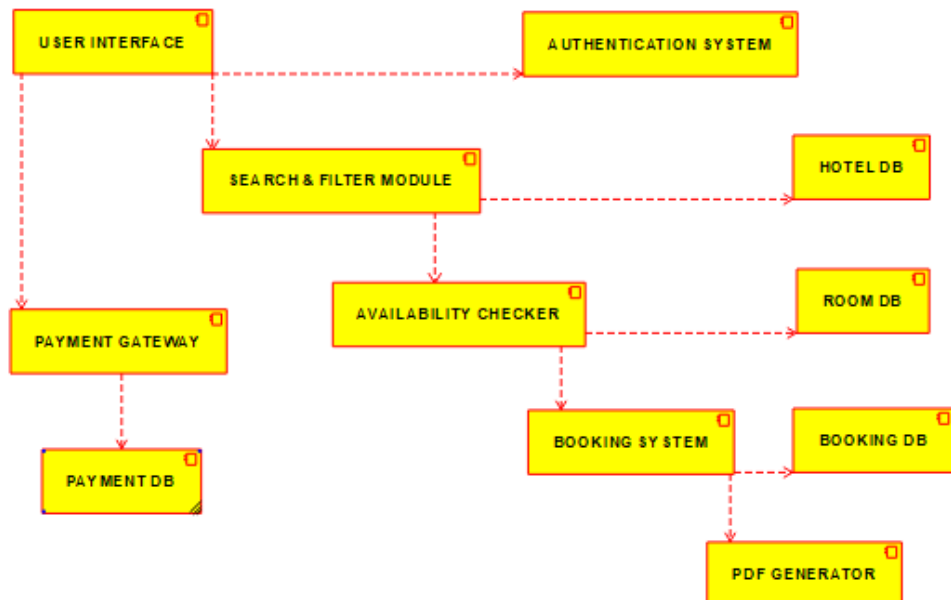 USER INTERFACE
AUTHENTICATION SYSTEM
SEARCH & FILTER MODULE
HOTEL DB
AVAILABILITY CHECKER
ROOM DB
PAYMENT GATEWAY
BOOKING SYSTEM
BOOKING DB
PAYMENT DB
PDF GENERATOR